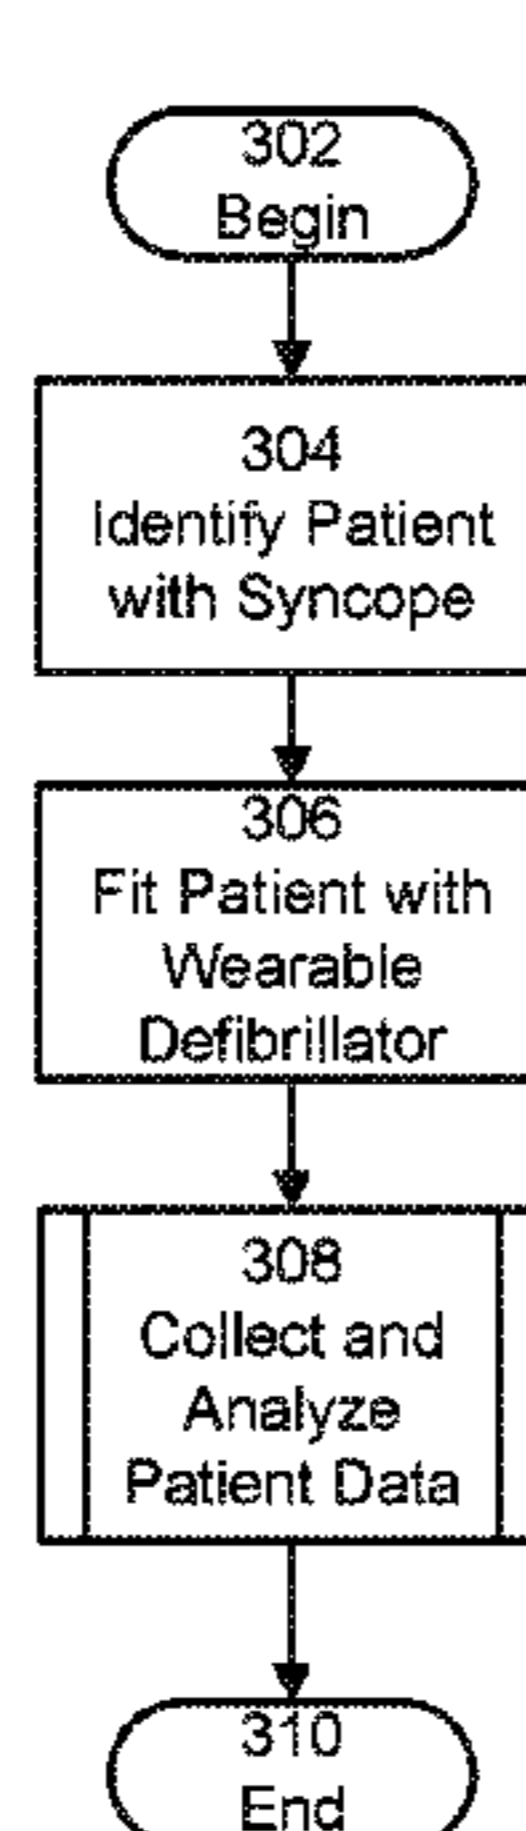 302
Begin
304
Identify Patient
with Syncope
306
Fit Patient with
Wearable
Defibrillator
308
Collect and
Analyze
Patient Data
310
End